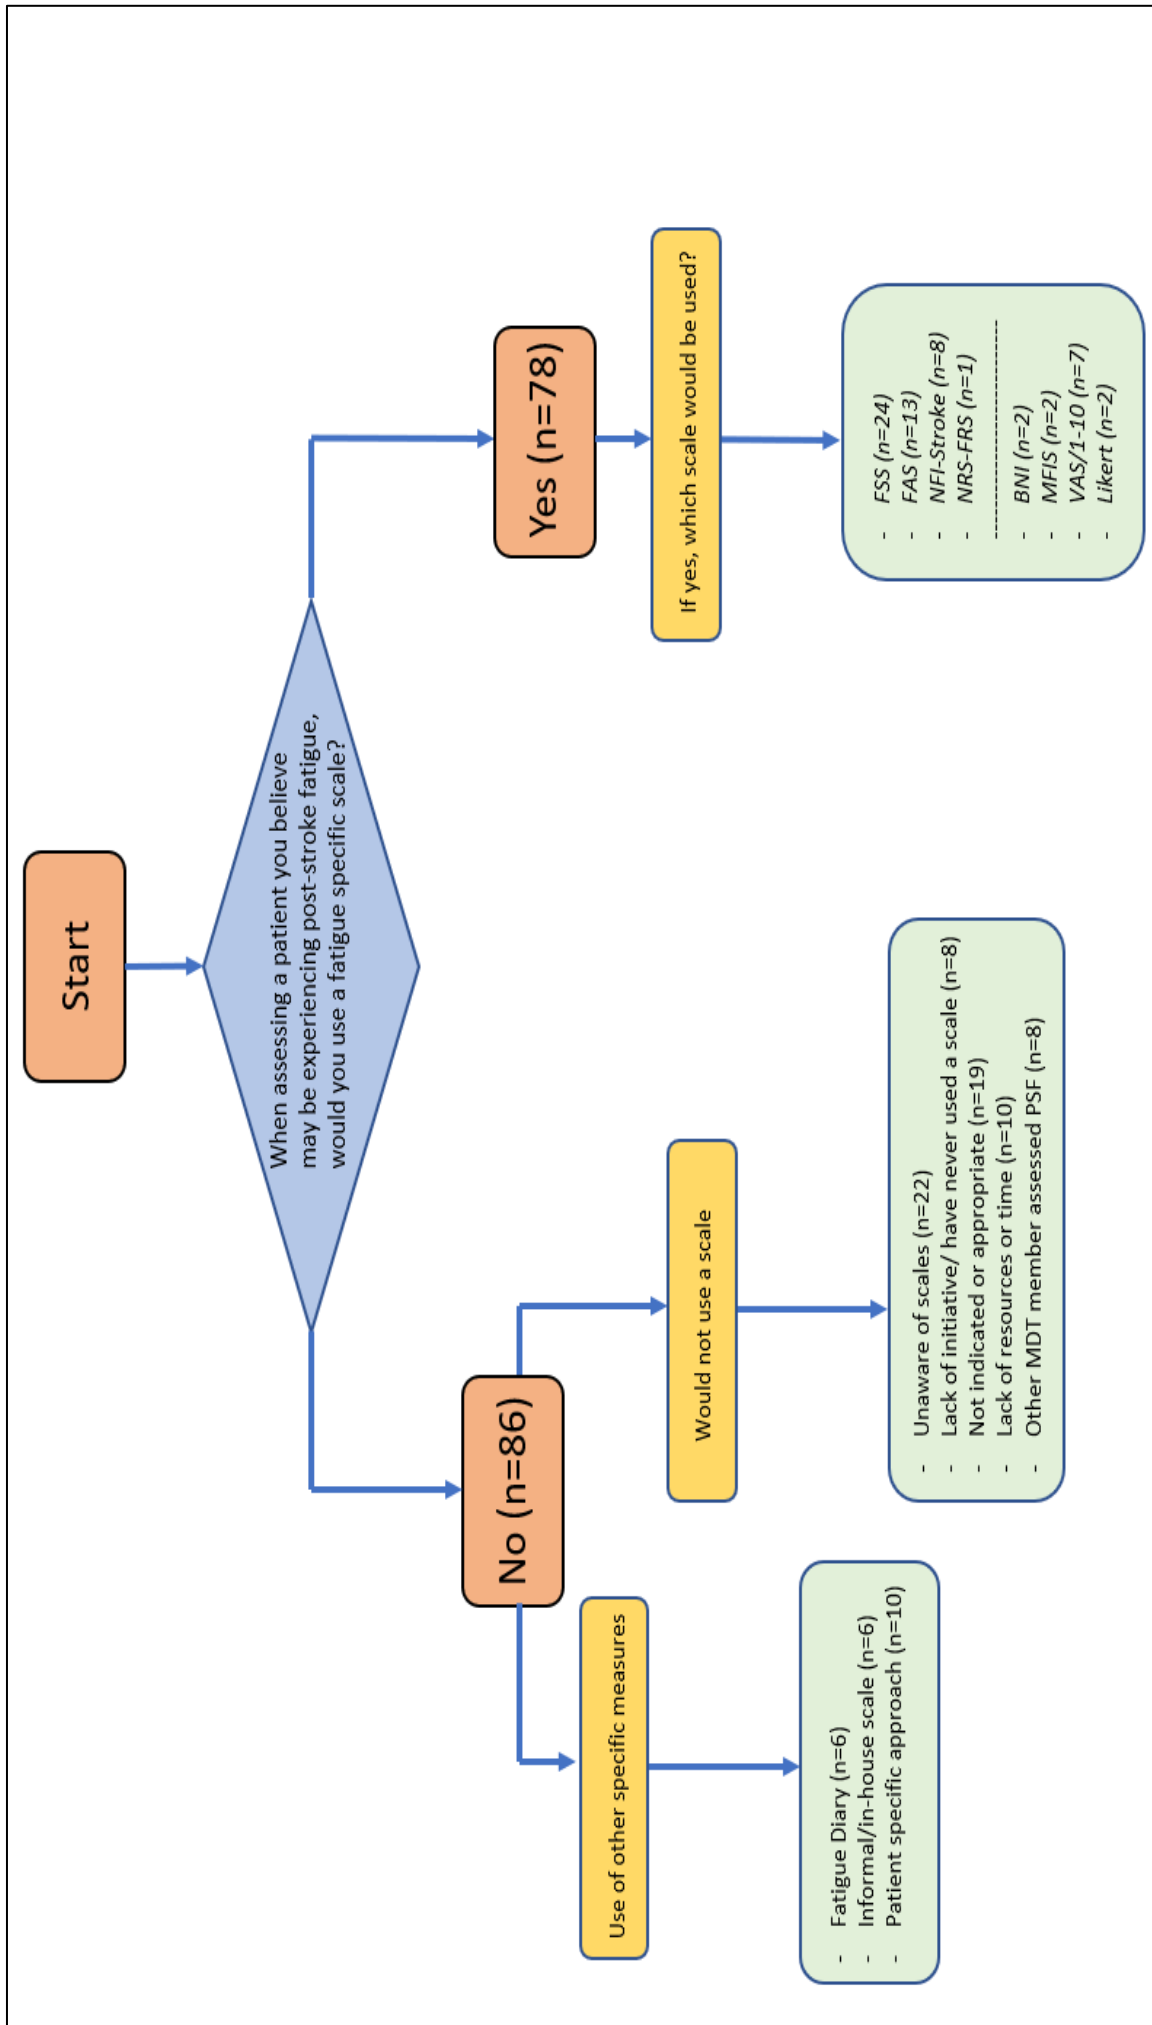 Start
When assessing a patient you believe
may be experiencing post-stroke fatigue,
would you use a fatigue specific scale?
No (n=86)
Yes (n=78)
Use of other specific measures
Would not use a scale
If yes, which scale would be used?
- Fatigue Diary (n=6)
- Informal/in-house scale (n=6)
- Patient specific approach (n=10)
- Unaware of scales (n=22)
- Lack of initiative/ have never used a scale (n=8)
- Not indicated or appropriate (n=19)
- Lack of resources or time (n=10)
- Other MDT member assessed PSF (n=8)
- FSS (n=24)
- FAS (n=13)
- NFI-Stroke (n=8)
- NRS-FRS (n=1)
- BNI (n=2)
- MFIS (n=2)
- VAS/1-10 (n=7)
- Likert (n=2)